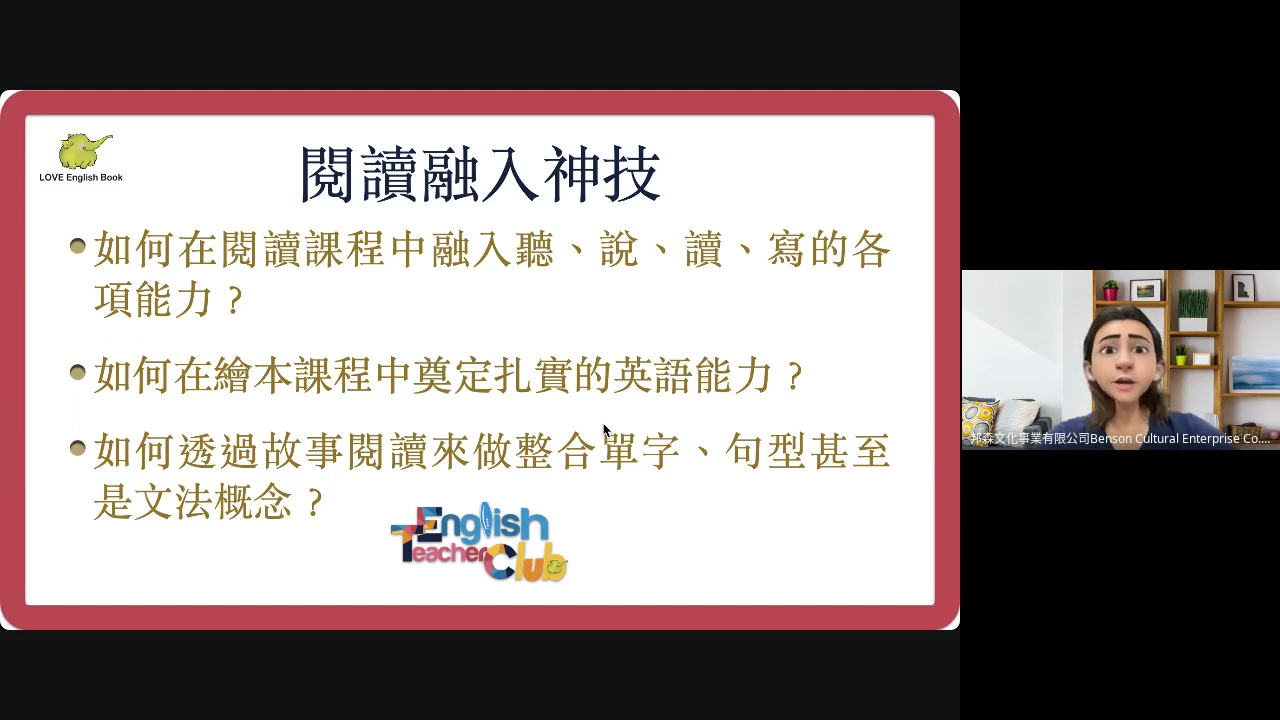 LOVE English Book
閱讀融入神技
如何在閱讀課程中融入聽、說、讀、寫的各
項能力？
如何在繪本課程中奠定扎實的英語能力？
如何透過故事閱讀來做整合單字、句型甚至
是文法概念？
English
Teacher
Club
邦森文化事業有限公司Benson Cultural Enterprise Co....